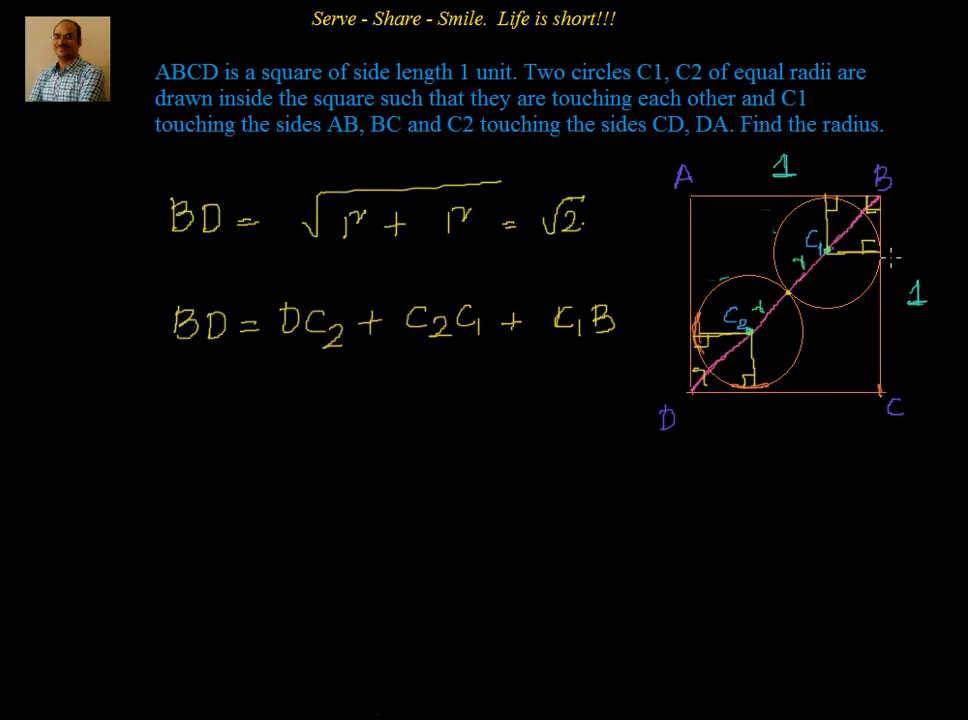 Serve - Share - Smile. Life is short!!!
ABCD is a square of side length 1 unit. Two circles C1, C2 of equal radii are
drawn inside the square such that they are touching each other and C1
touching the sides AB, BC and C2 touching the sides CD, DA. Find the radius.
A 1 B
BD = √(1² + 1²) = √2.
C₁
r
1
BD = DC₂ + C₂C₁ + C₁B
C₂ r
D C